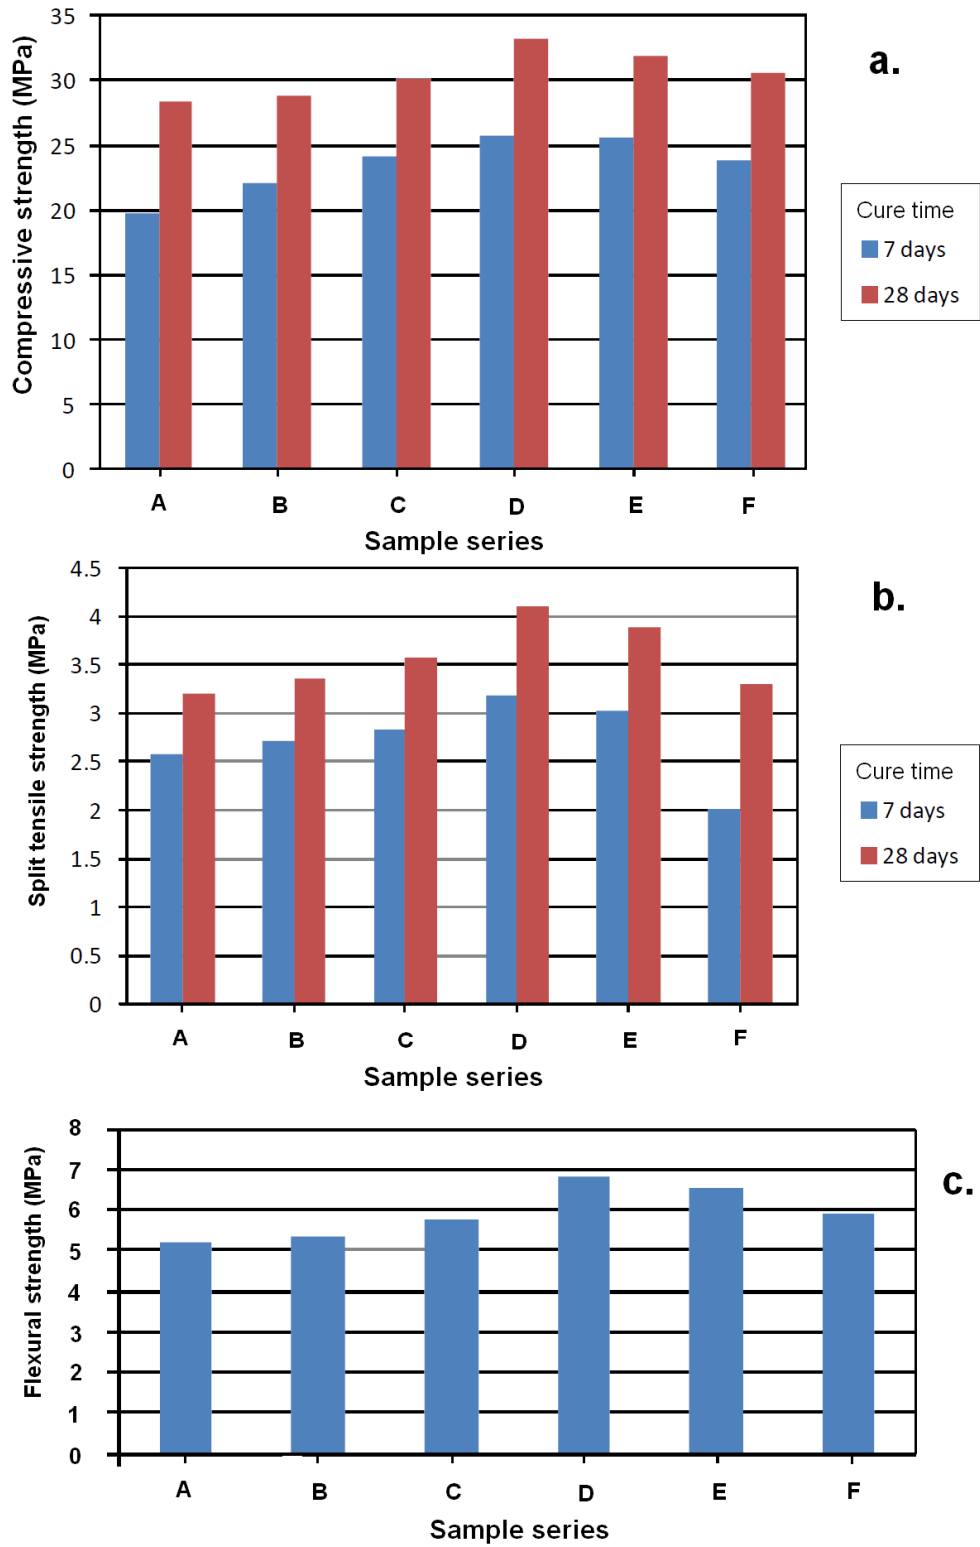 a.
Compressive strength (MPa)
35
30
25
20
15
10
5
0
A B C D E F
Sample series
Cure time
7 days
28 days
b.
Split tensile strength (MPa)
4.5
4
3.5
3
2.5
2
1.5
1
0.5
0
A B C D E F
Sample series
Cure time
7 days
28 days
c.
Flexural strength (MPa)
8
7
6
5
4
3
2
1
0
A B C D E F
Sample series